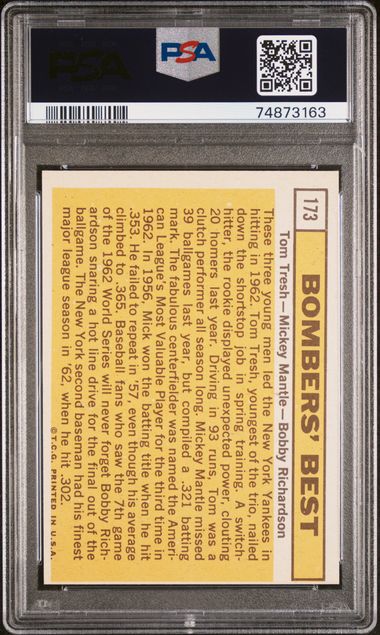 PSA
PSA
74873163
173
BOMBERS' BEST
Tom Tresh—Mickey Mantle—Bobby Richardson
These three young men led the New York Yankees in
hitting in 1962. Tom Tresh, youngest of the trio, nailed
down the shortstop job in spring training. A switch-
hitter, the rookie displayed unexpected power, clouting
20 homers last year. Driving in 93 runs, Tom was a
clutch performer all season long. Mickey Mantle missed
39 ballgames last year, but compiled a .321 batting
mark. The fabulous centerfielder was named the Ameri-
can League's Most Valuable Player for the third time in
1962. In 1956, Mick won the batting title when he hit
.353. He failed to repeat in '57, even though his average
climbed to .365. Baseball fans who saw the 7th game
of the 1962 World Series will never forget Bobby Rich-
ardson snaring a hot line drive for the final out of the
ballgame. The New York second baseman had his finest
major league season in '62, when he hit .302.
© T.C.G. PRINTED IN U.S.A.